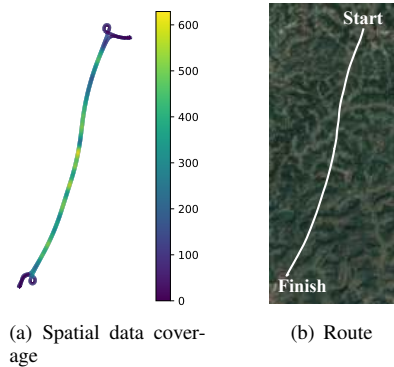 600
500
400
300
200
100
0
Start
Finish
(a) Spatial data cover-
age
(b) Route